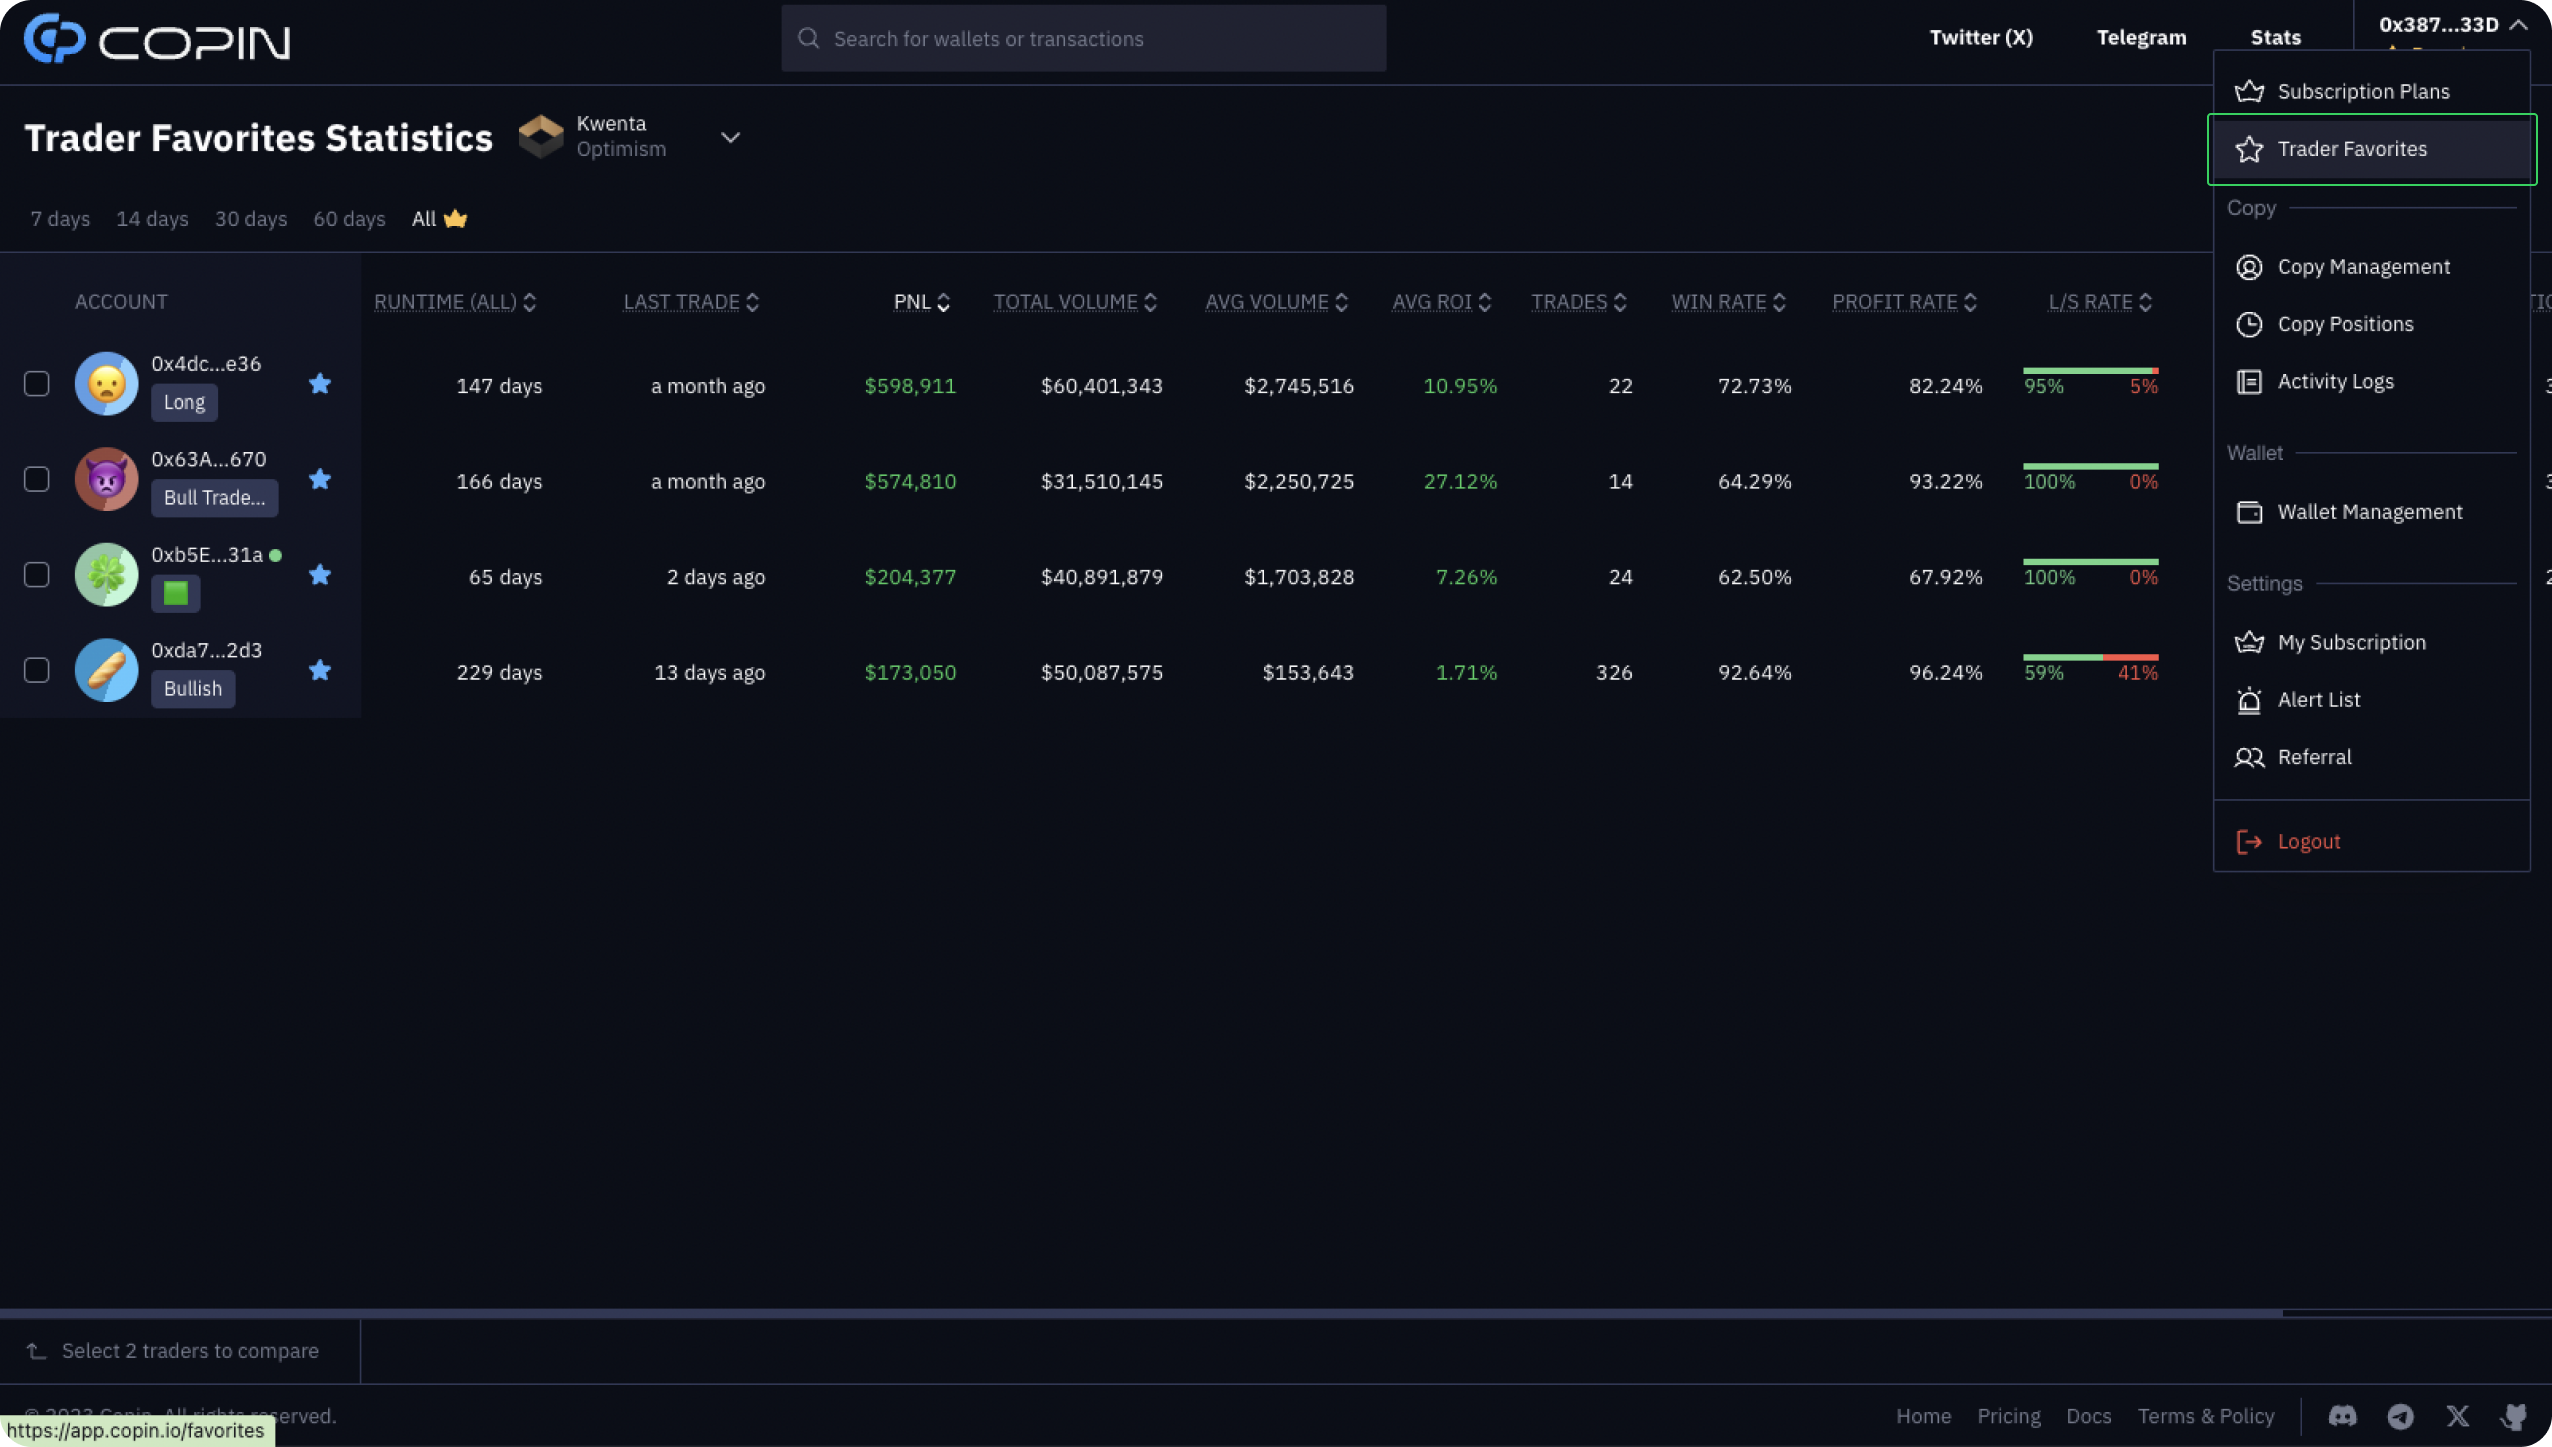 COPIN
Search for wallets or transactions
Twitter (X)
Telegram
Stats
0x387...33D
Trader Favorites Statistics
Kwenta
Optimism
7 days 14 days 30 days 60 days All
ACCOUNT RUNTIME (ALL) LAST TRADE PNL TOTAL VOLUME AVG VOLUME AVG ROI TRADES WIN RATE PROFIT RATE L/S RATE
0x4dc...e36
Long
147 days a month ago $598,911 $60,401,343 $2,745,516 10.95% 22 72.73% 82.24% 95% 5%
0x63A...670
Bull Trade...
166 days a month ago $574,810 $31,510,145 $2,250,725 27.12% 14 64.29% 93.22% 100% 0%
0xb5E...31a
65 days 2 days ago $204,377 $40,891,879 $1,703,828 7.26% 24 62.50% 67.92% 100% 0%
0xda7...2d3
Bullish
229 days 13 days ago $173,050 $50,087,575 $153,643 1.71% 326 92.64% 96.24% 59% 41%
Subscription Plans
Trader Favorites
Copy
Copy Management
Copy Positions
Activity Logs
Wallet
Wallet Management
Settings
My Subscription
Alert List
Referral
Logout
Select 2 traders to compare
© 2023 Copin. All rights reserved.
https://app.copin.io/favorites
Home Pricing Docs Terms & Policy